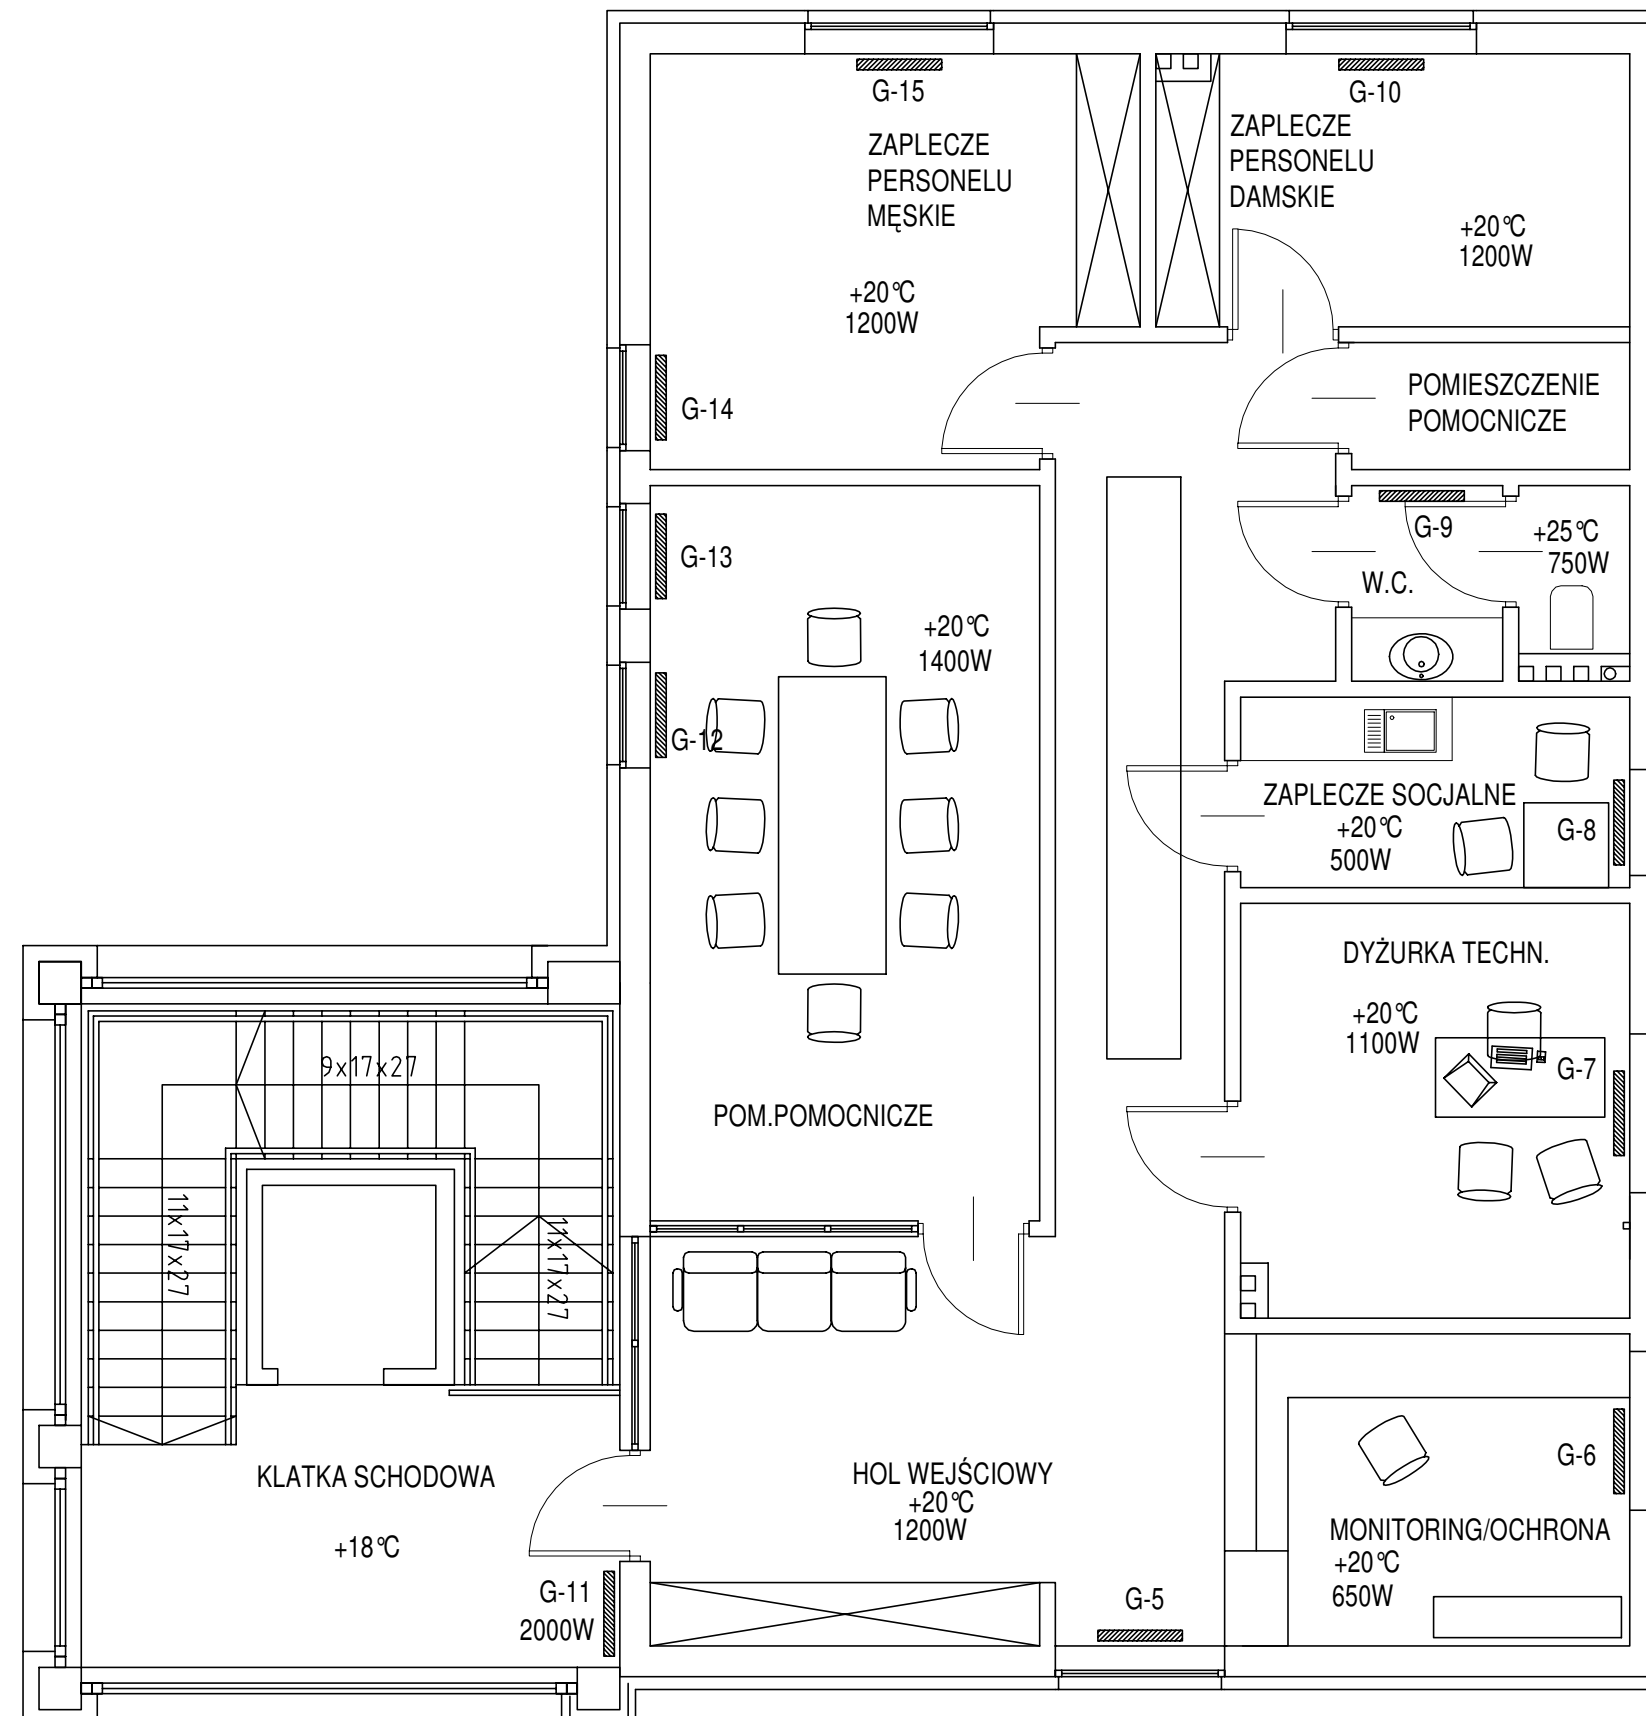 G-15
ZAPLECZE
PERSONELU
MĘSKIE
+20°C
1200W
G-14
G-10
ZAPLECZE
PERSONELU
DAMSKIE
+20°C
1200W
POMIESZCZENIE
POMOCNICZE
G-9
+25°C
750W
W.C.
G-13
+20°C
1400W
G-12
POM.POMOCNICZE
ZAPLECZE SOCJALNE
+20°C
500W
G-8
DYŻURKA TECHN.
+20°C
1100W
G-7
9x17x27
11x17x27
11x17x27
KLATKA SCHODOWA
+18°C
G-11
2000W
HOL WEJŚCIOWY
+20°C
1200W
G-5
G-6
MONITORING/OCHRONA
+20°C
650W